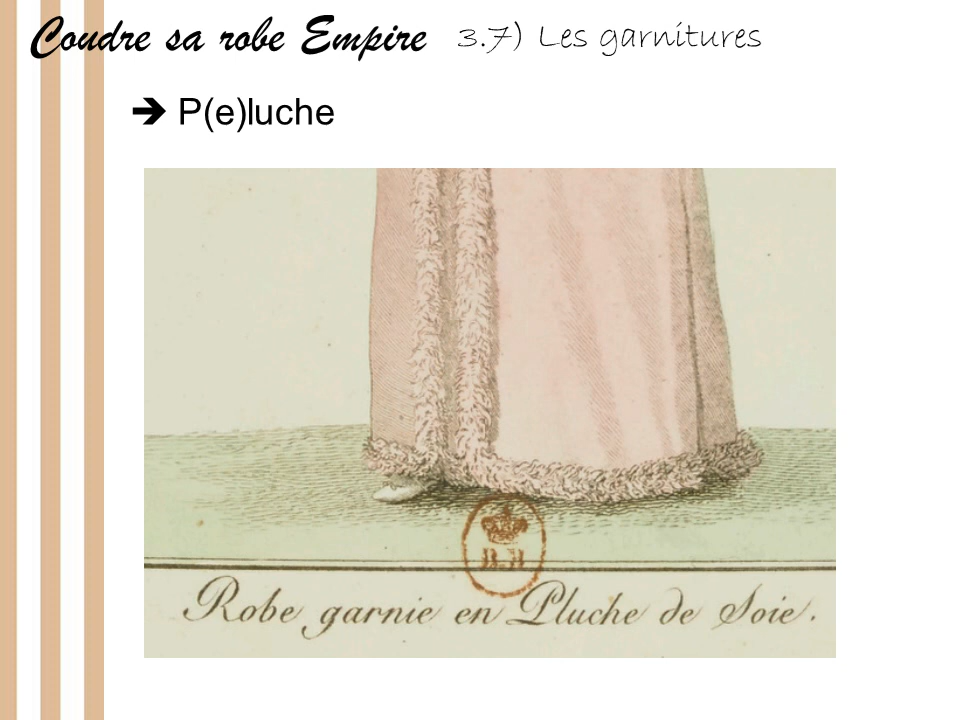 Coudre sa robe Empire 3.7) Les garnitures
➔ P(e)luche
B.R
Robe garnie en Pluche de Soie.